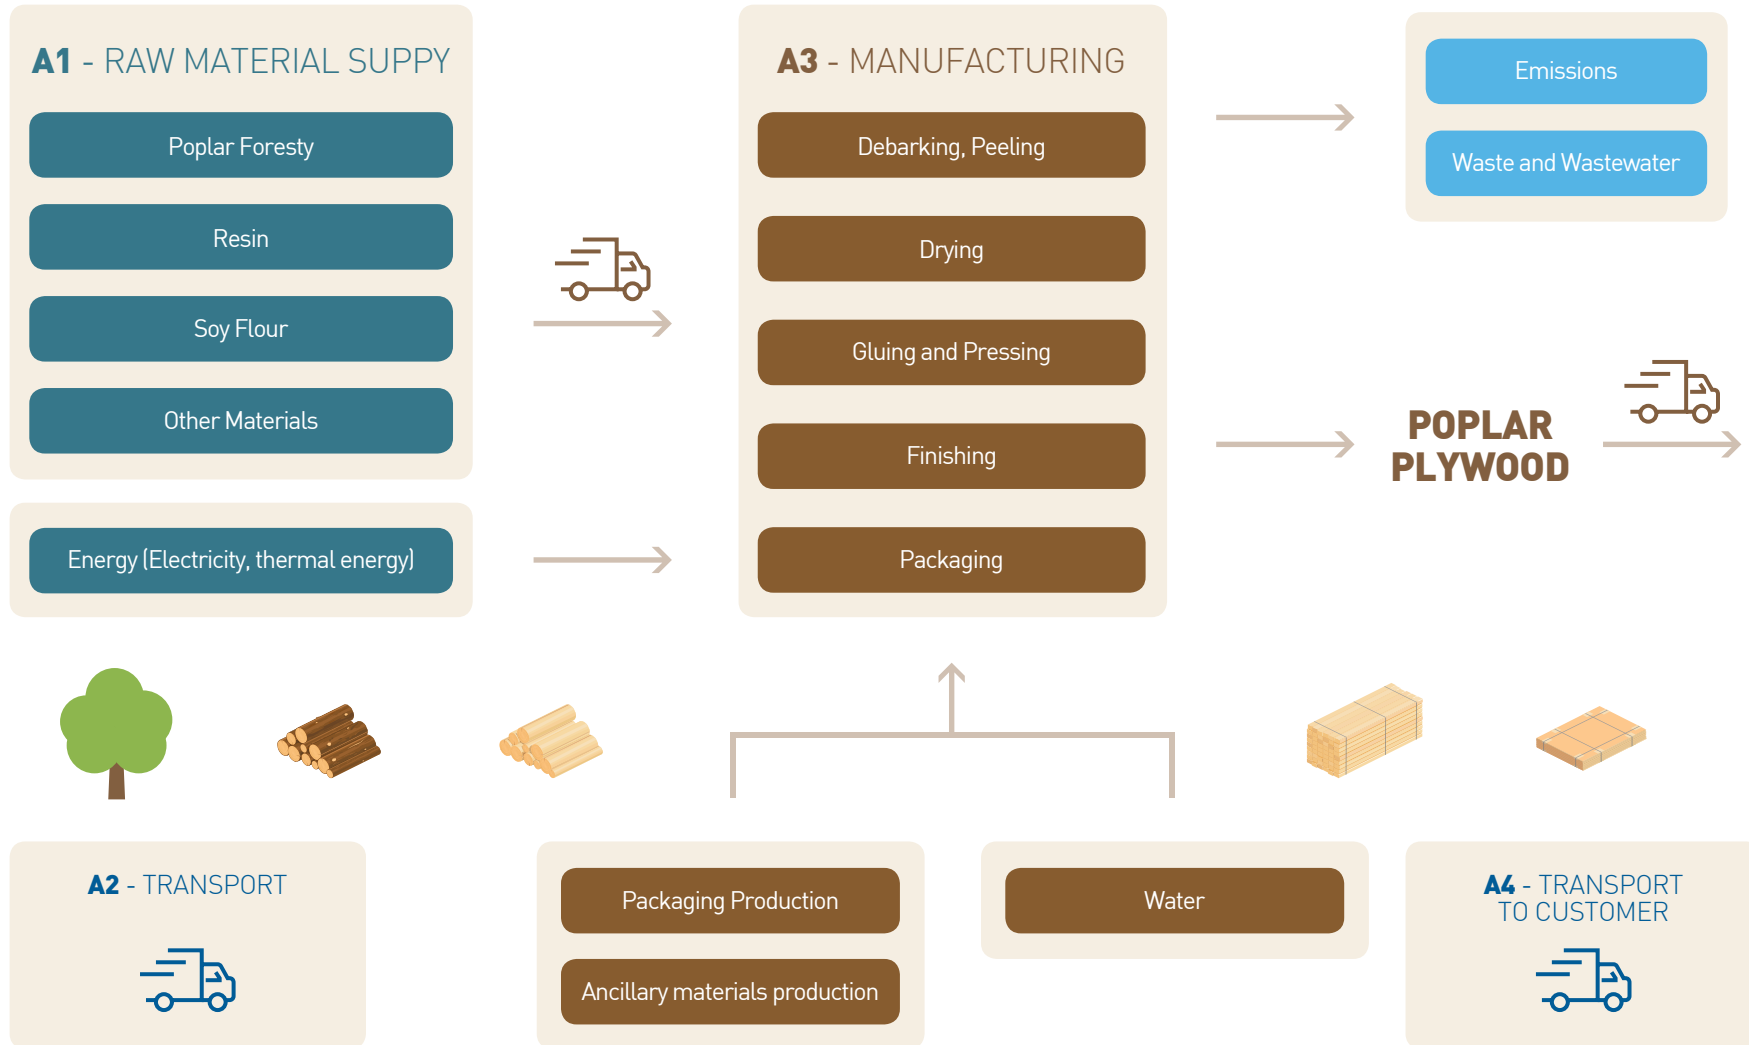 A1 - RAW MATERIAL SUPPY
Poplar Foresty
Resin
Soy Flour
Other Materials
Energy (Electricity, thermal energy)
A3 - MANUFACTURING
Debarking, Peeling
Drying
Gluing and Pressing
Finishing
Packaging
Emissions
Waste and Wastewater
POPLAR
PLYWOOD
A2 - TRANSPORT
Packaging Production
Ancillary materials production
Water
A4 - TRANSPORT
TO CUSTOMER